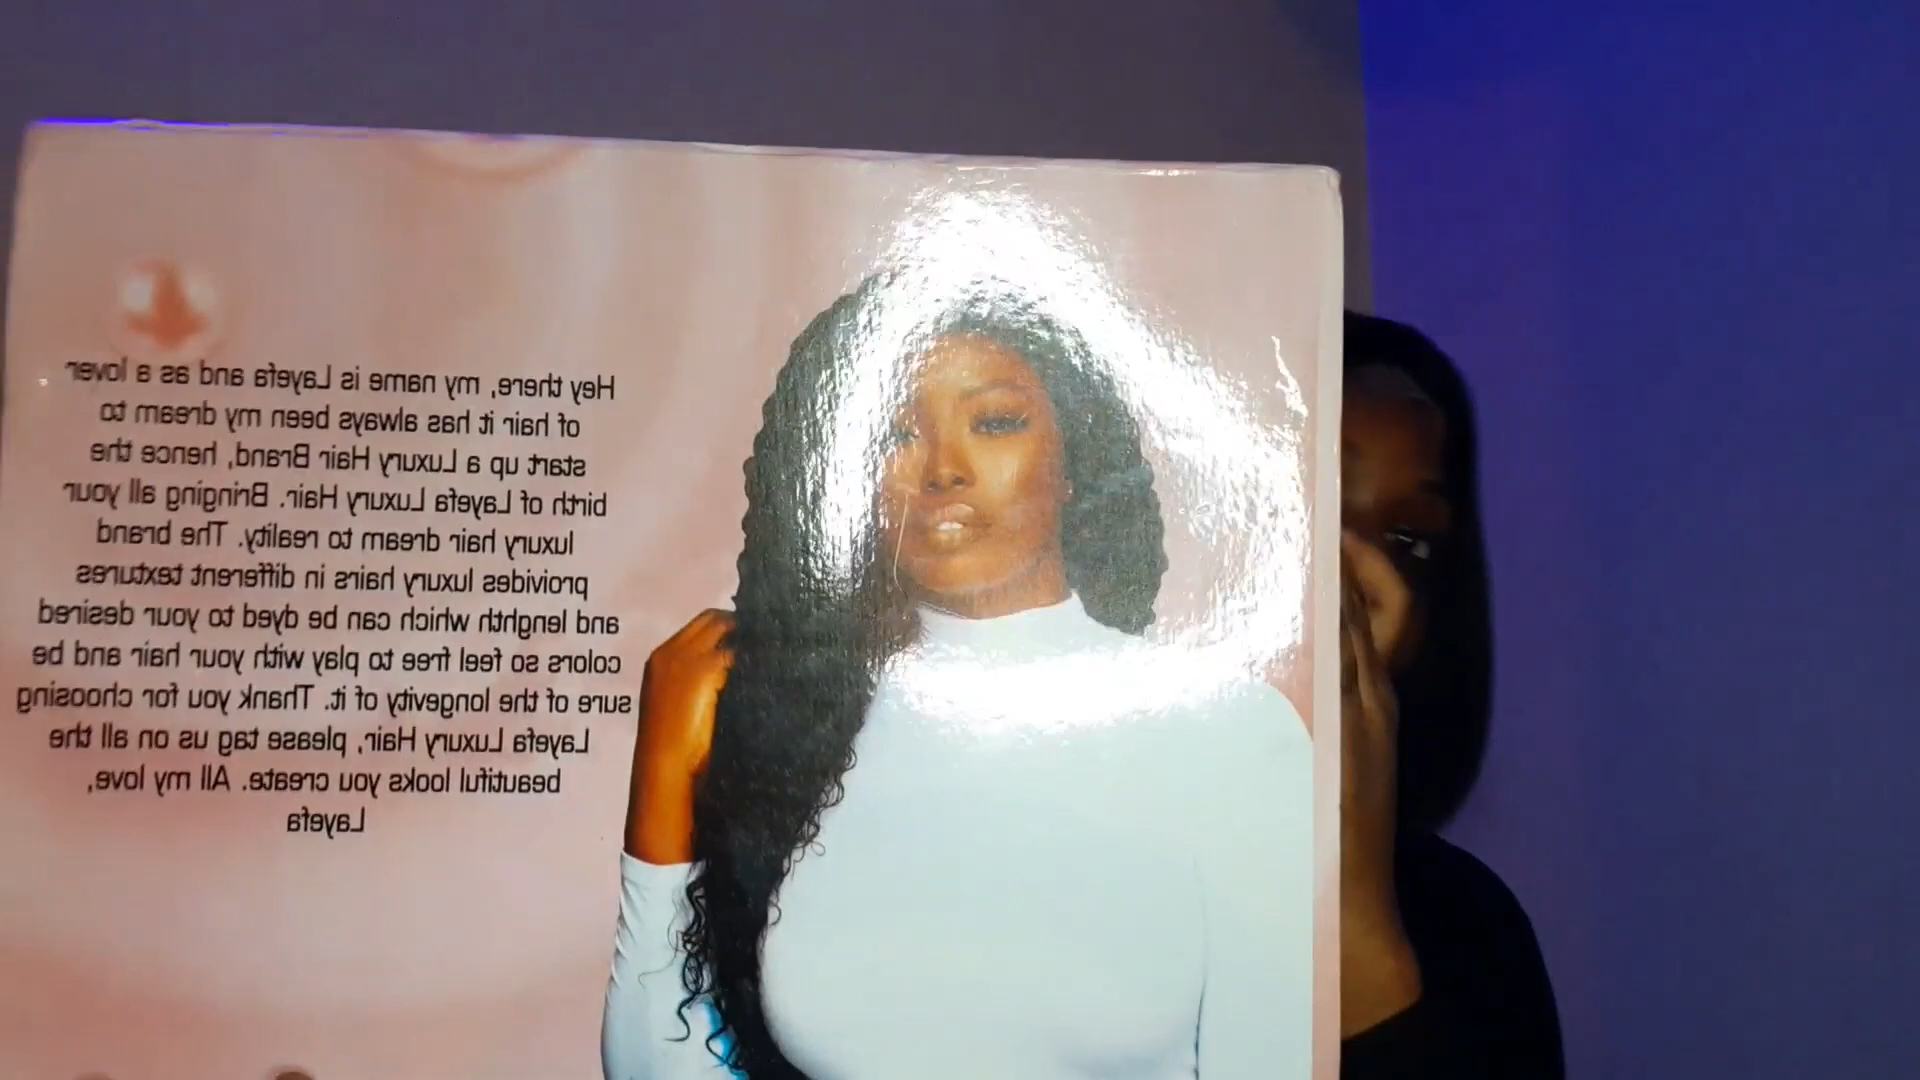 Hey there, my name is Layefa and as a lover
of hair it has always been my dream to
start up a Luxury Hair Brand, hence the
birth of Layefa Luxury Hair. Bringing all your
luxury hair dream to reality. The brand
proivides luxury hairs in different textures
and lenghth which can be dyed to your desired
colors so feel free to play with your hair and be
sure of the longevity of it. Thank you for choosing
Layefa Luxury Hair, please tag us on all the
beautiful looks you create. All my love,
Layefa